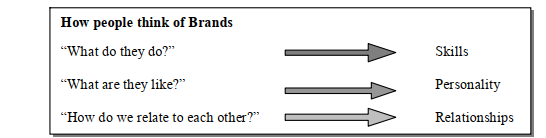 How people think of Brands
“What do they do?” Skills
“What are they like?” Personality
“How do we relate to each other?” Relationships